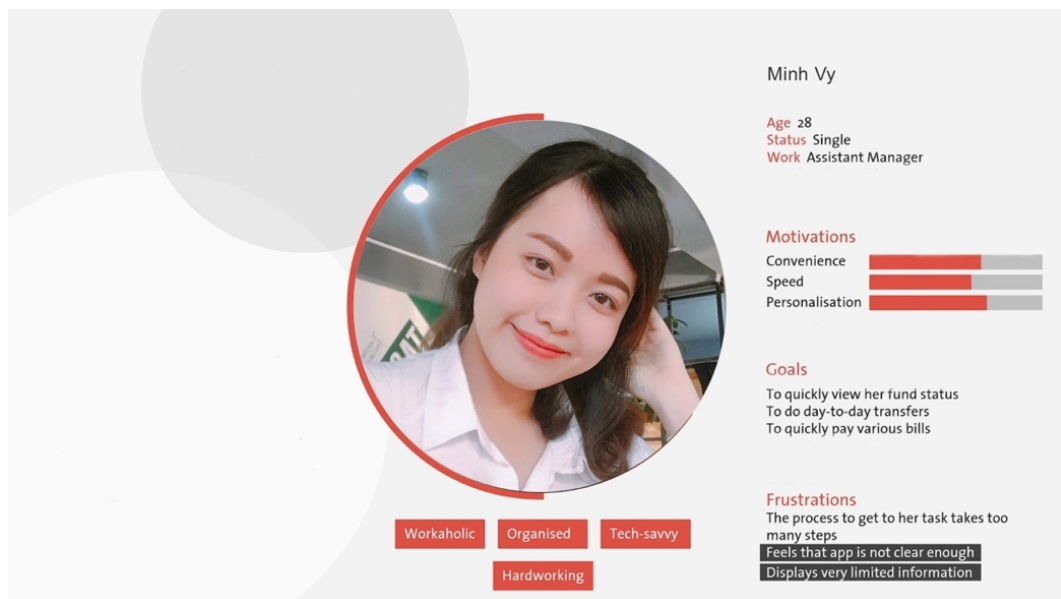 Minh Vy
Age 28
Status Single
Work Assistant Manager
Motivations
Convenience
Speed
Personalisation
Goals
To quickly view her fund status
To do day-to-day transfers
To quickly pay various bills
Frustrations
The process to get to her task takes too
many steps
Feels that app is not clear enough
Displays very limited information
Workaholic
Organised
Tech-savvy
Hardworking